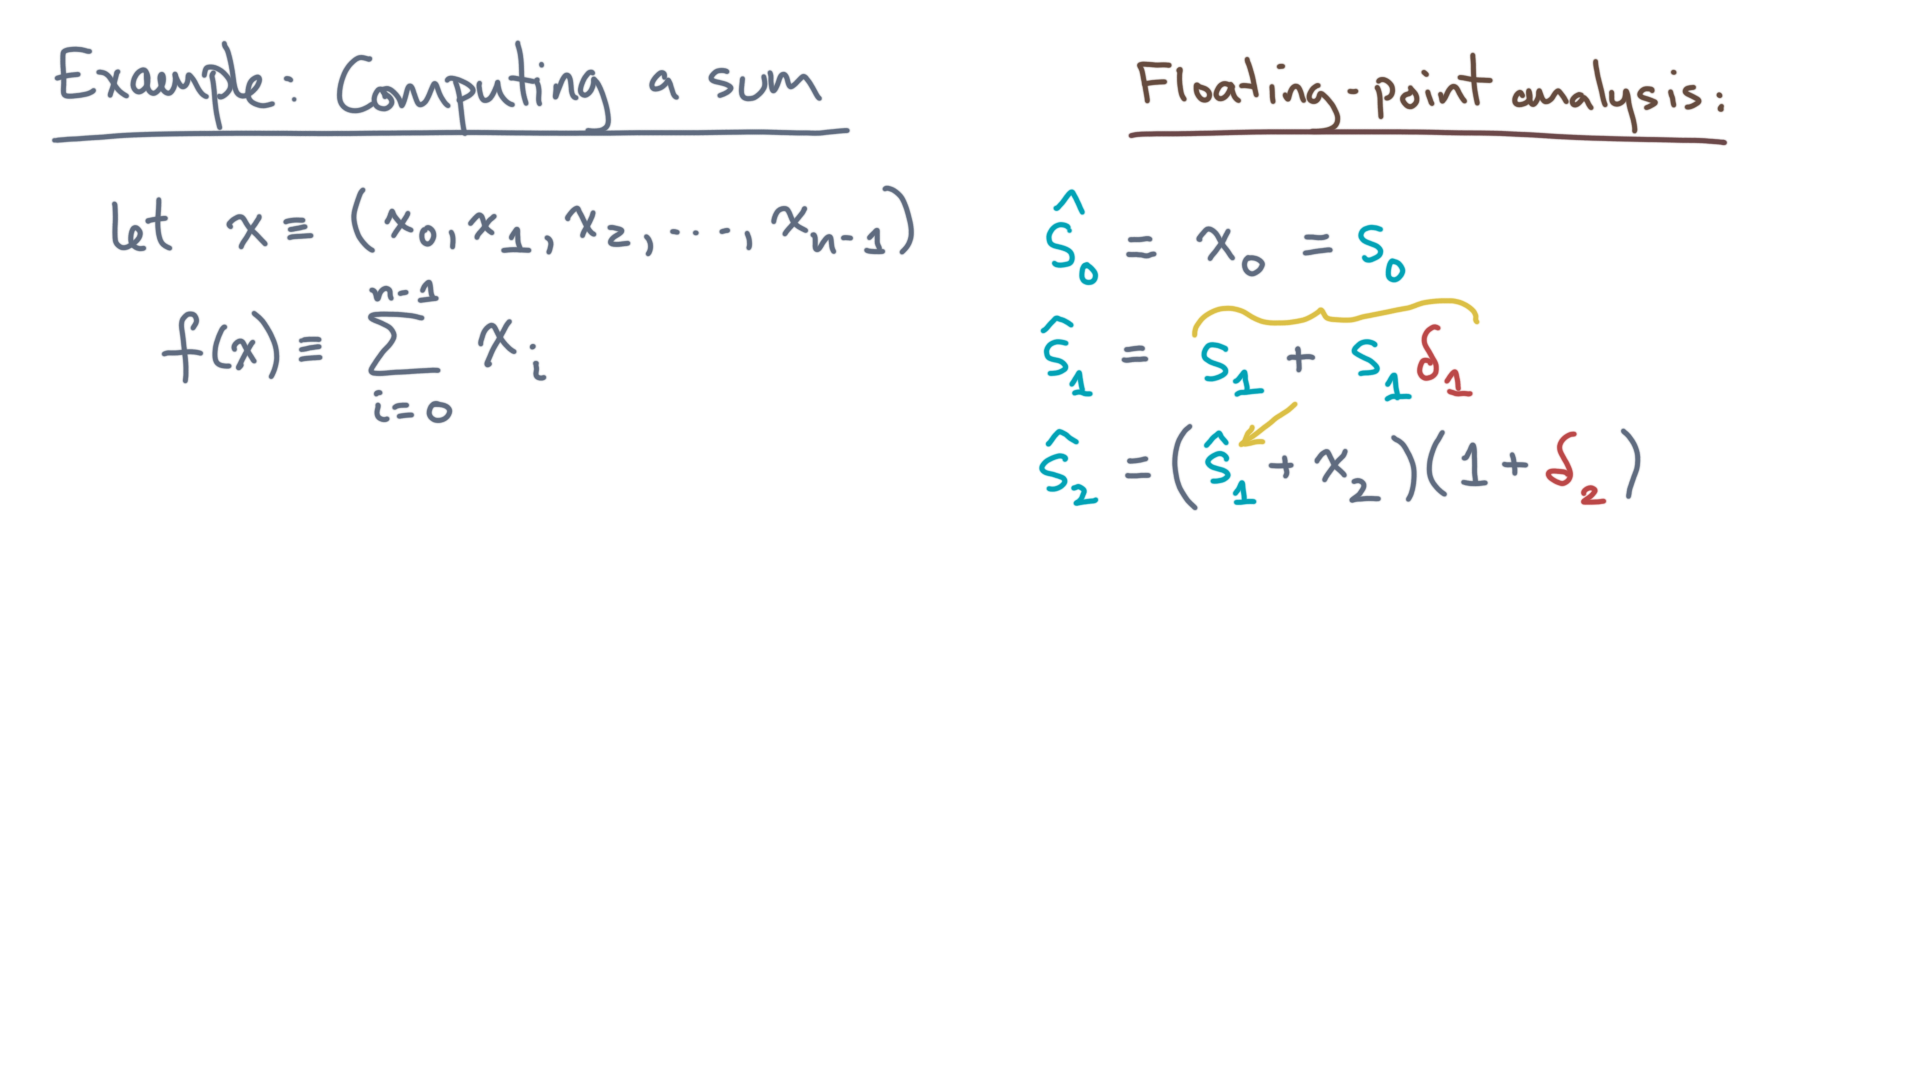 Example: Computing a sum
let x ≡ (x₀, x₁, x₂, ..., xₙ₋₁)
n-1
f(x) ≡ ∑ xᵢ
i=0
Floating-point analysis:
ŝ₀ = x₀ = s₀
ŝ₁ = s₁ + s₁δ₁
ŝ₂ = (ŝ₁ + x₂)(1 + δ₂)